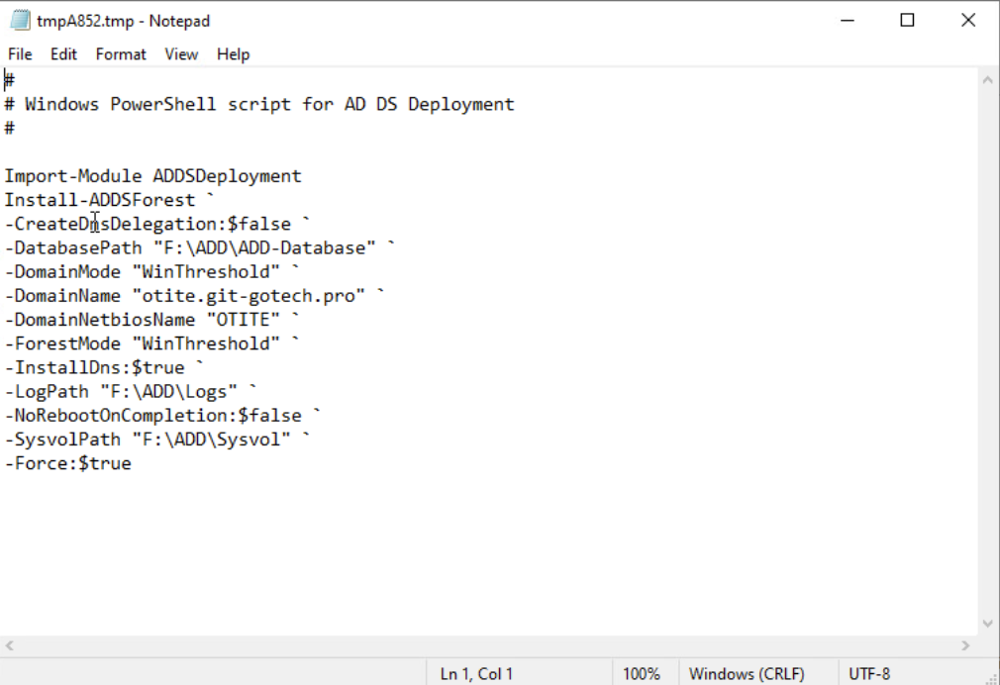 tmpA852.tmp - Notepad
File Edit Format View Help
#
# Windows PowerShell script for AD DS Deployment
#
Import-Module ADDSDeployment
Install-ADDSForest `
-CreateDnsDelegation:$false `
-DatabasePath "F:\ADD\ADD-Database" `
-DomainMode "WinThreshold" `
-DomainName "otite.git-gotech.pro" `
-DomainNetbiosName "OTITE" `
-ForestMode "WinThreshold" `
-InstallDns:$true `
-LogPath "F:\ADD\Logs" `
-NoRebootOnCompletion:$false `
-SysvolPath "F:\ADD\Sysvol" `
-Force:$true
Ln 1, Col 1 100% Windows (CRLF) UTF-8